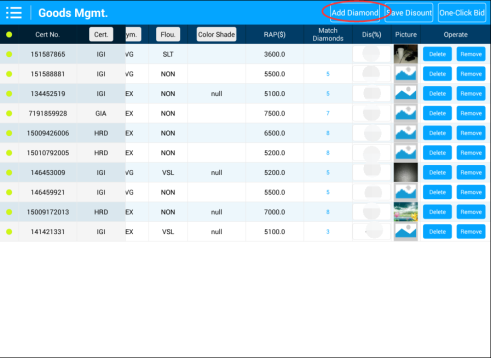 Goods Mgmt. Add Diamond Save Disount One-Click Bid
Cert No. Cert. ym. Flou. Color Shade RAP($) Match Diamonds Dis(%) Picture Operate
151587865 IGI VG SLT 3600.0 Delete Remove
151588881 IGI VG NON 5500.0 5 Delete Remove
134452519 IGI EX NON null 5100.0 5 Delete Remove
7191859928 GIA EX NON 7500.0 7 Delete Remove
15009426006 HRD EX NON 6500.0 8 Delete Remove
15010792005 HRD EX NON 5200.0 8 Delete Remove
146453009 IGI VG VSL null 5200.0 5 Delete Remove
146459921 IGI VG NON 5500.0 5 Delete Remove
15009172013 HRD EX NON null 7000.0 8 Delete Remove
141421331 IGI EX VSL null 5100.0 3 Delete Remove